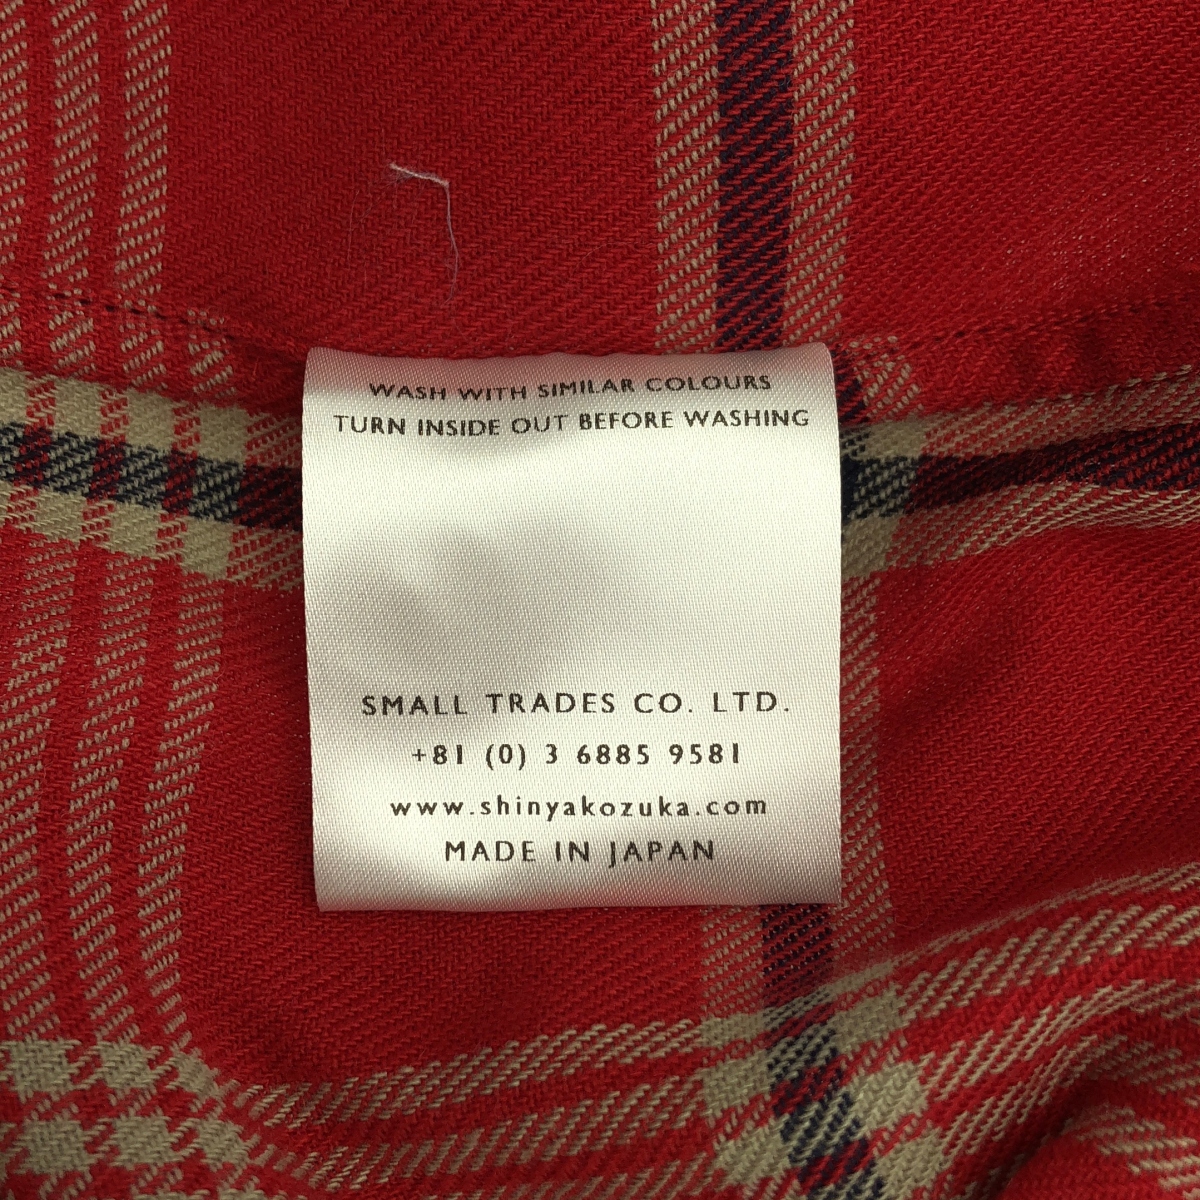 WASH WITH SIMILAR COLOURS
TURN INSIDE OUT BEFORE WASHING
SMALL TRADES CO. LTD.
+81 (0) 3 6885 9581
www.shinyakozuka.com
MADE IN JAPAN